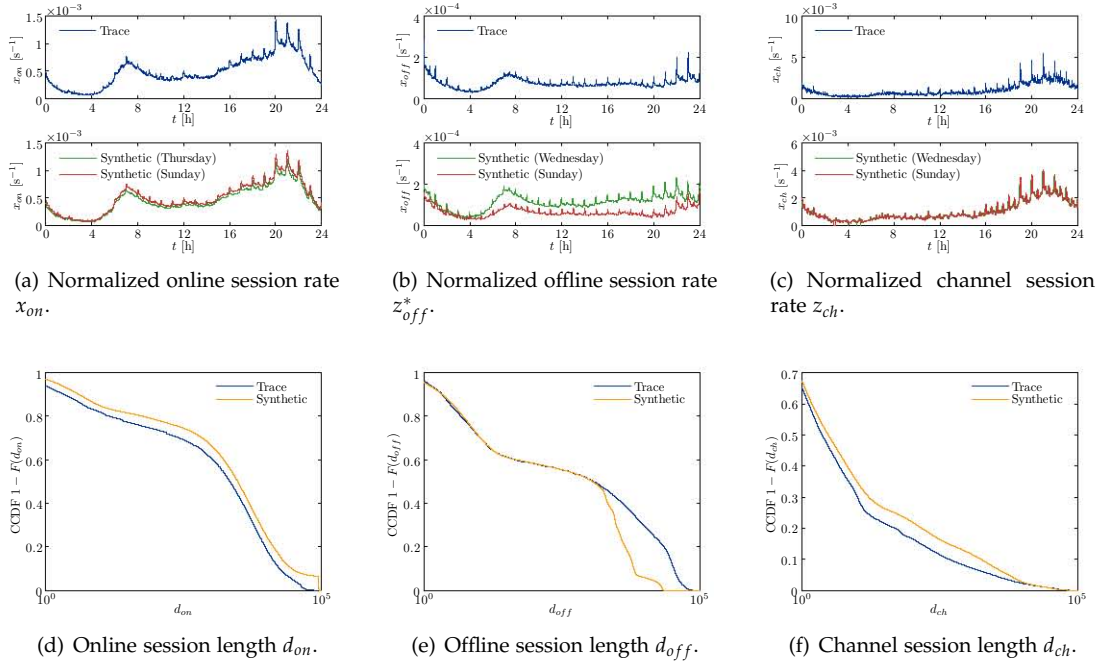 ×10⁻³
1.5
1
0.5
0
x_on [s⁻¹]
Trace
0 4 8 12 16 20 24
t [h]
×10⁻³
1.5
1
0.5
0
x_on [s⁻¹]
Synthetic (Thursday)
Synthetic (Sunday)
0 4 8 12 16 20 24
t [h]
(a) Normalized online session rate
x_on.
×10⁻⁴
4
2
0
x_off [s⁻¹]
Trace
0 4 8 12 16 20 24
t [h]
×10⁻⁴
4
2
0
x_off [s⁻¹]
Synthetic (Wednesday)
Synthetic (Sunday)
0 4 8 12 16 20 24
t [h]
(b) Normalized offline session rate
z*_off.
×10⁻³
10
5
0
x_ch [s⁻¹]
Trace
0 4 8 12 16 20 24
t [h]
×10⁻³
6
4
2
0
x_ch [s⁻¹]
Synthetic (Wednesday)
Synthetic (Sunday)
0 4 8 12 16 20 24
t [h]
(c) Normalized channel session
rate z_ch.
1
0.8
0.6
0.4
0.2
0
CCDF 1 − F(d_on)
Trace
Synthetic
10⁰ 10⁵
d_on
(d) Online session length d_on.
1
0.8
0.6
0.4
0.2
0
CCDF 1 − F(d_off)
Trace
Synthetic
10⁰ 10⁵
d_off
(e) Offline session length d_off.
0.7
0.6
0.5
0.4
0.3
0.2
0.1
0
CCDF 1 − F(d_ch)
Trace
Synthetic
10⁰ 10⁵
d_ch
(f) Channel session length d_ch.